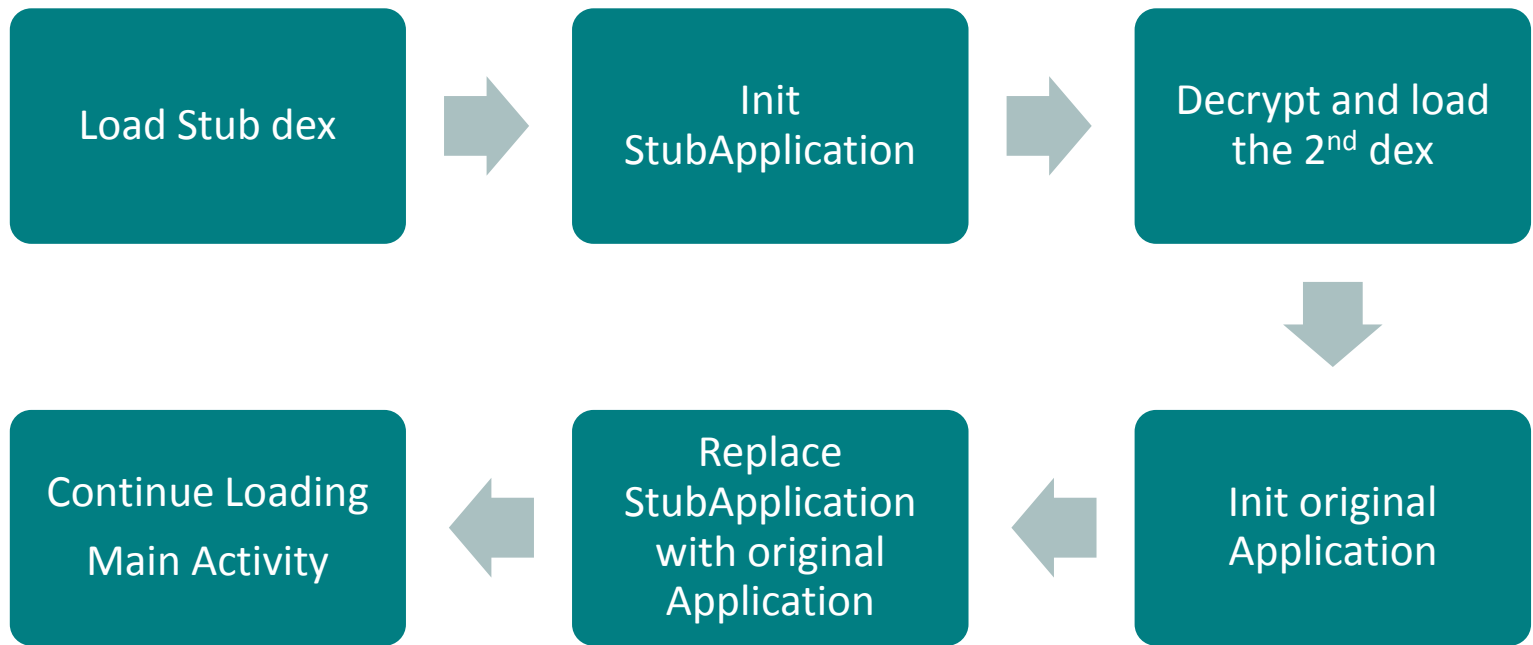 Load Stub dex
Init
StubApplication
Decrypt and load
the 2nd dex
Init original
Application
Replace
StubApplication
with original
Application
Continue Loading
Main Activity